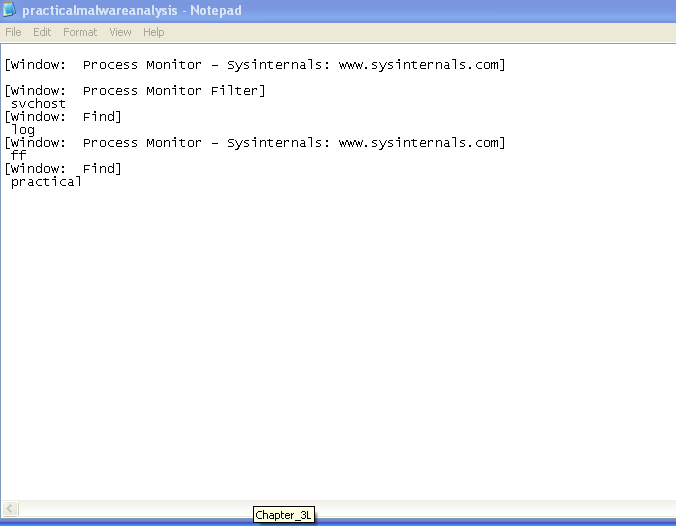 practicalmalwareanalysis - Notepad
File Edit Format View Help
[Window: Process Monitor - Sysinternals: www.sysinternals.com]
[Window: Process Monitor Filter]
svchost
[Window: Find]
log
[Window: Process Monitor - Sysinternals: www.sysinternals.com]
ff
[Window: Find]
practical
Chapter_3L